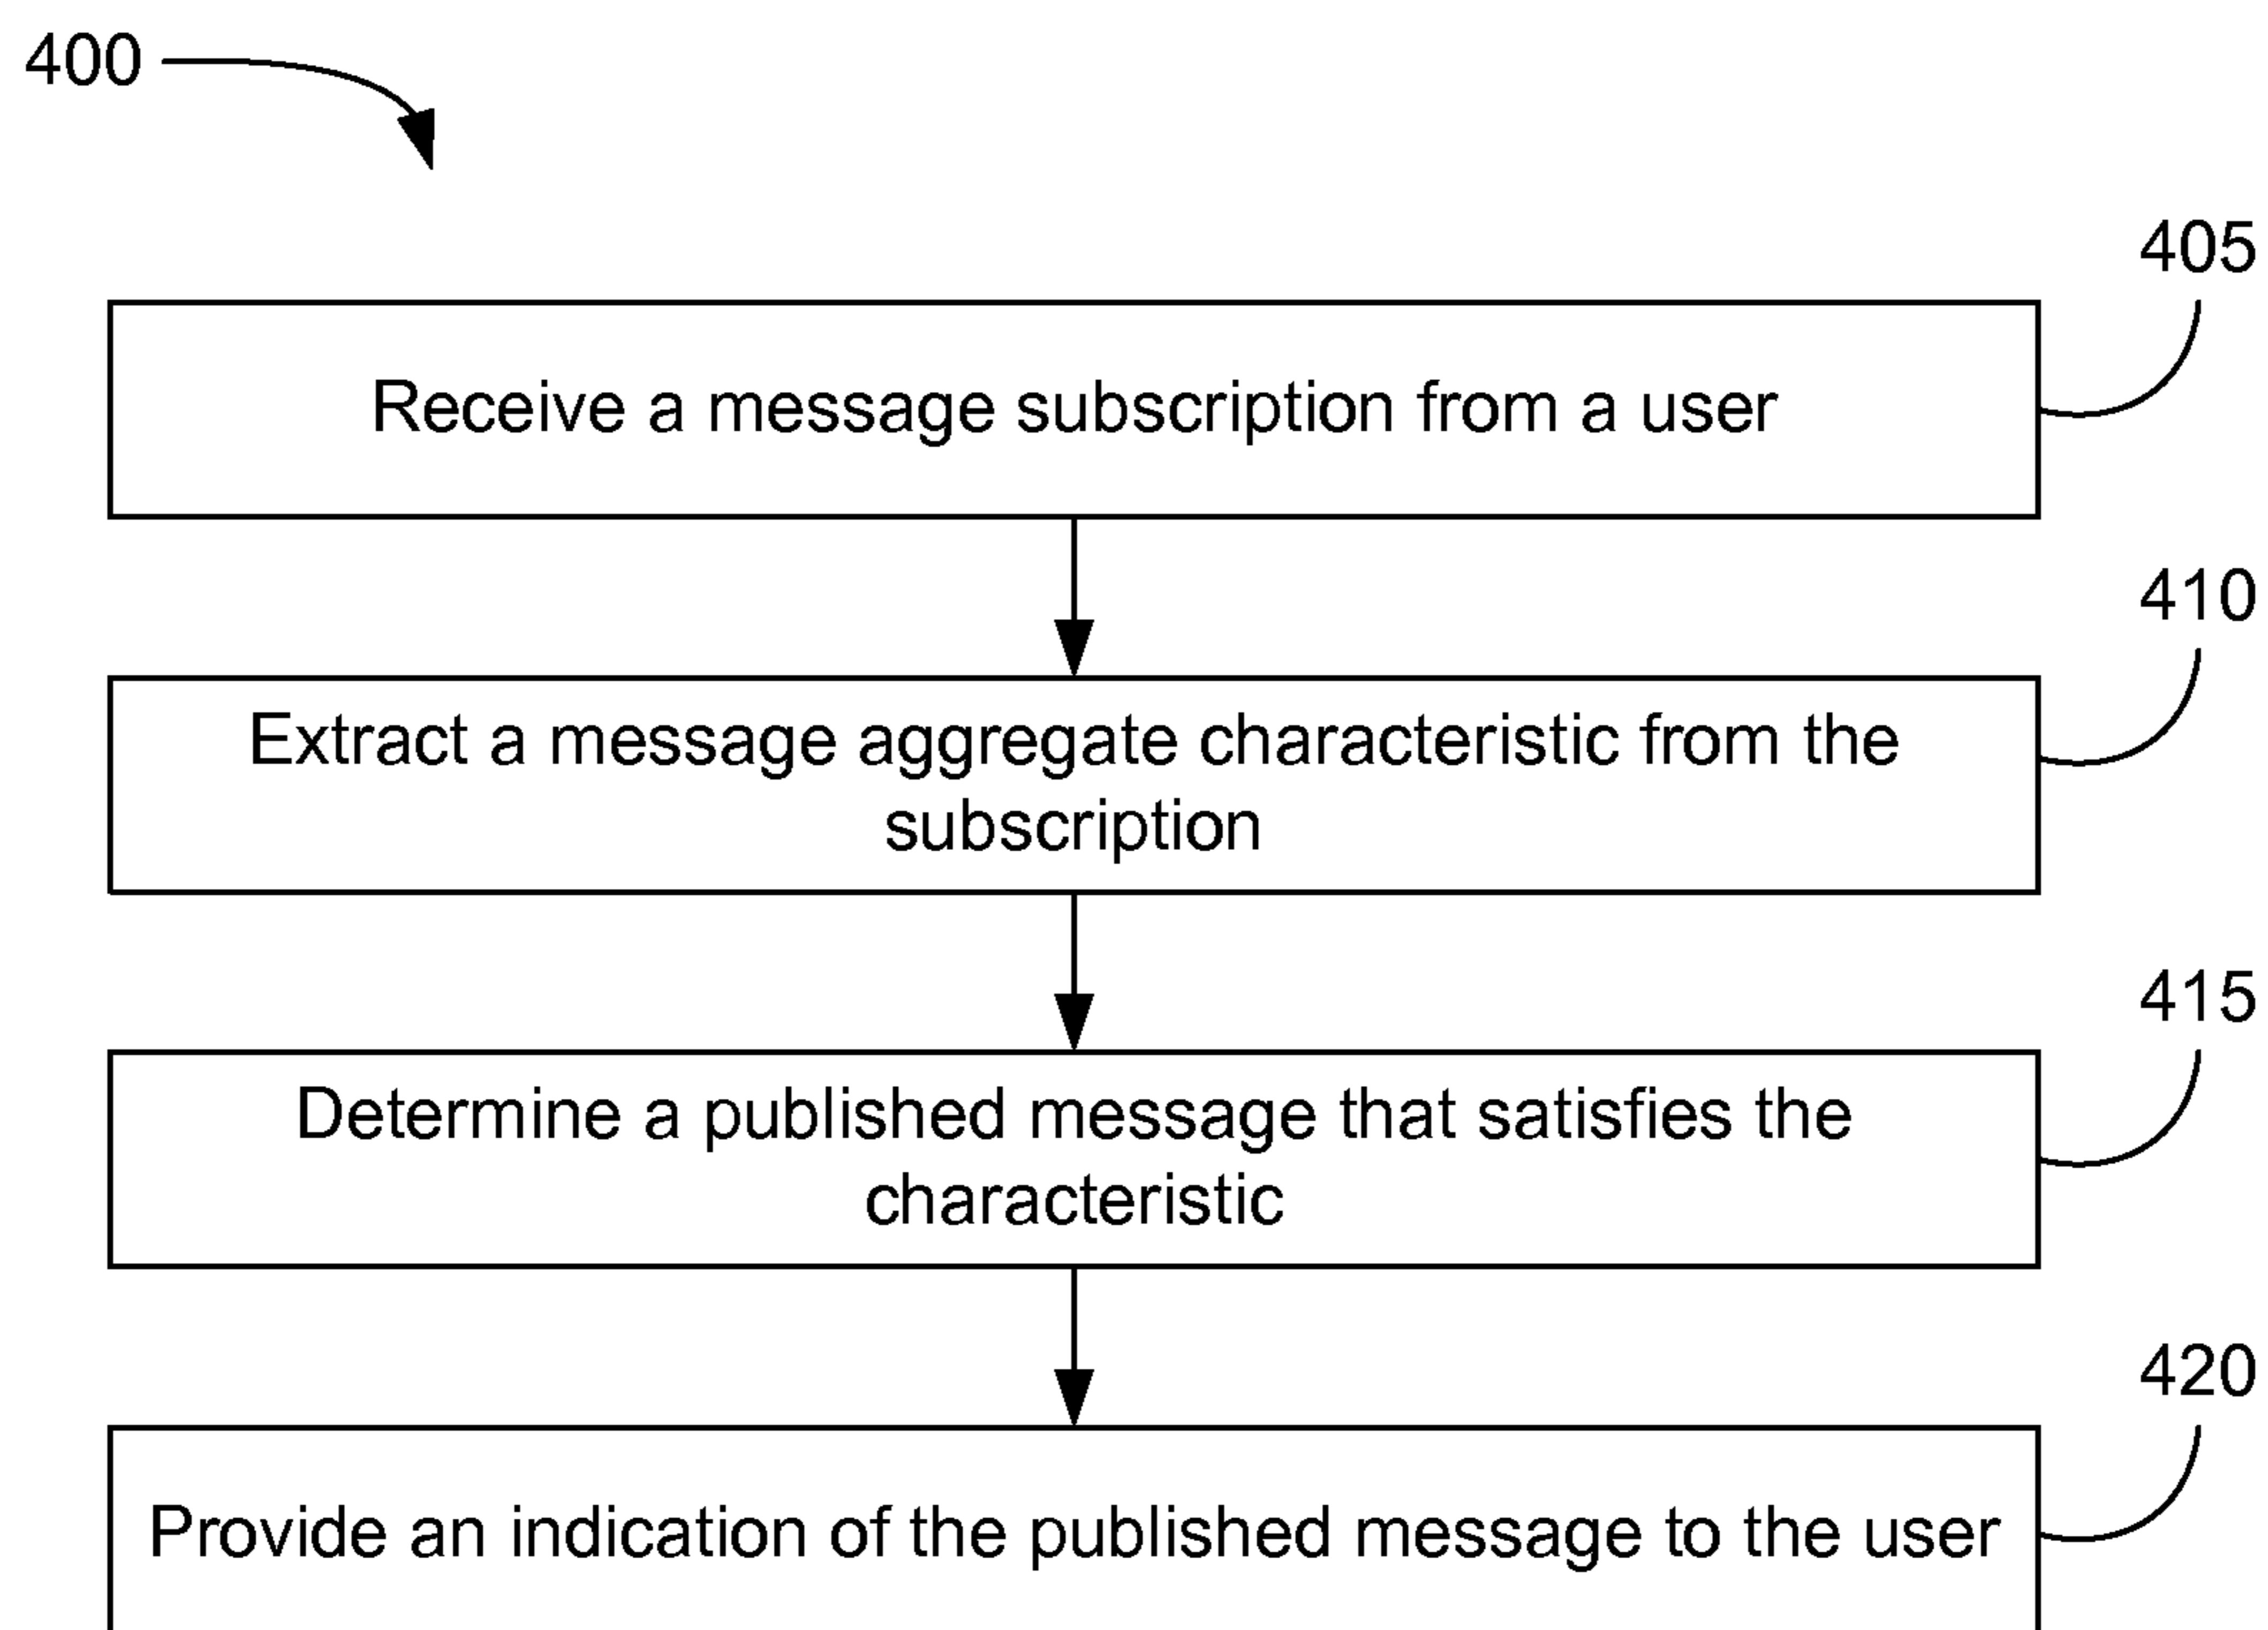 400
405
Receive a message subscription from a user
410
Extract a message aggregate characteristic from the
subscription
415
Determine a published message that satisfies the
characteristic
420
Provide an indication of the published message to the user